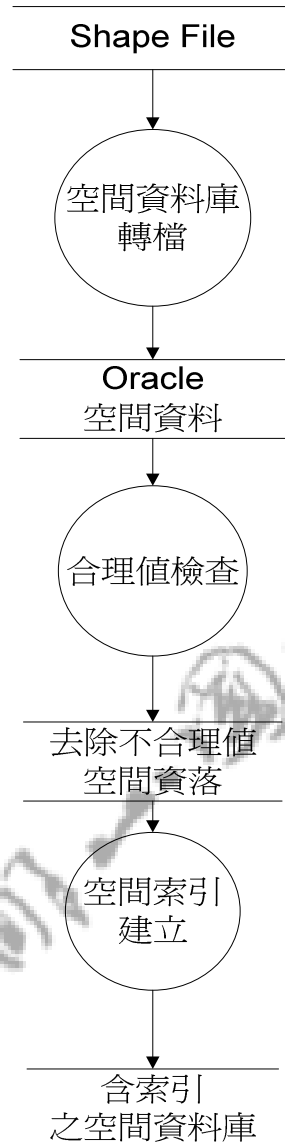 Shape File
空間資料庫
轉檔
Oracle
空間資料
合理值檢查
去除不合理值
空間資落
空間索引
建立
含索引
之空間資料庫